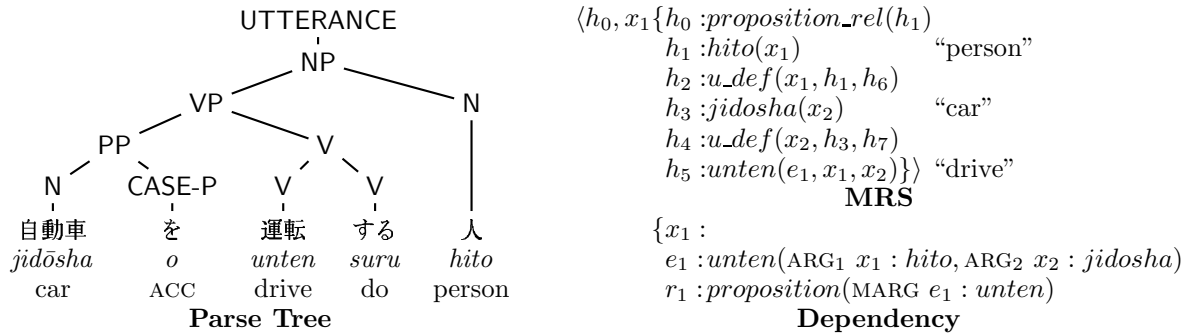 UTTERANCE
NP
VP N
PP V
N CASE-P V V
自動車 を 運転 する 人
jidōsha o unten suru hito
car ACC drive do person
Parse Tree
⟨h₀, x₁{h₀ :proposition_rel(h₁)
h₁ :hito(x₁) “person”
h₂ :u_def(x₁, h₁, h₆)
h₃ :jidosha(x₂) “car”
h₄ :u_def(x₂, h₃, h₇)
h₅ :unten(e₁, x₁, x₂)}⟩ “drive”
MRS
{x₁ :
e₁ :unten(ARG₁ x₁ : hito, ARG₂ x₂ : jidosha)
r₁ :proposition(MARG e₁ : unten)
Dependency